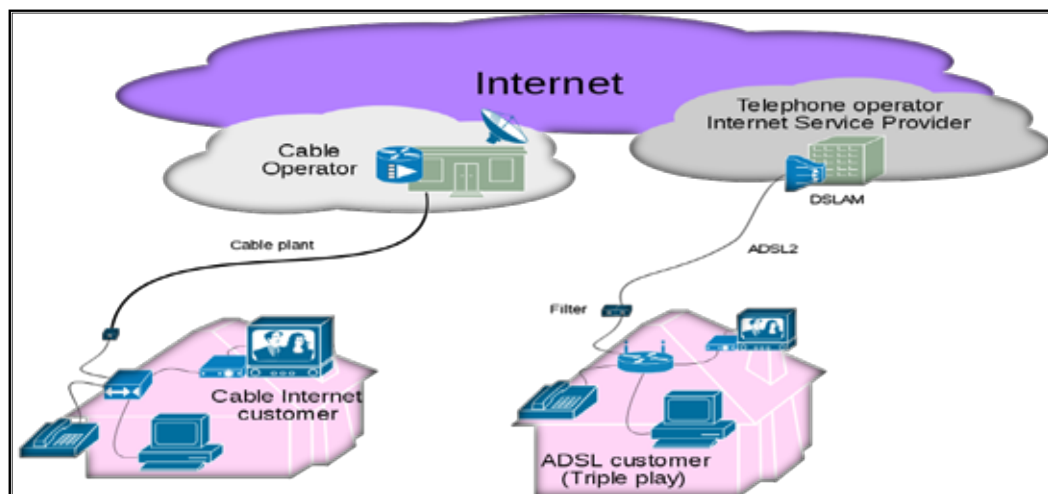 Internet
Cable
Operator
Telephone operator
Internet Service Provider
DSLAM
Cable plant
ADSL2
Filter
Cable Internet
customer
ADSL customer
(Triple play)